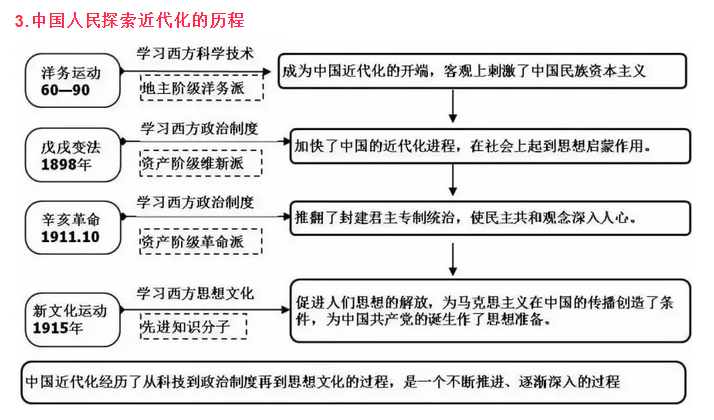 3.中国人民探索近代化的历程
学习西方科学技术
洋务运动
60—90
地主阶级洋务派
成为中国近代化的开端，客观上刺激了中国民族资本主义
学习西方政治制度
戊戌变法
1898年
资产阶级维新派
加快了中国的近代化进程，在社会上起到思想启蒙作用。
学习西方政治制度
辛亥革命
1911.10
资产阶级革命派
推翻了封建君主专制统治，使民主共和观念深入人心。
学习西方思想文化
新文化运动
1915年
先进知识分子
促进人们思想的解放，为马克思主义在中国的传播创造了条
件，为中国共产党的诞生作了思想准备。
中国近代化经历了从科技到政治制度再到思想文化的过程，是一个不断推进、逐渐深入的过程